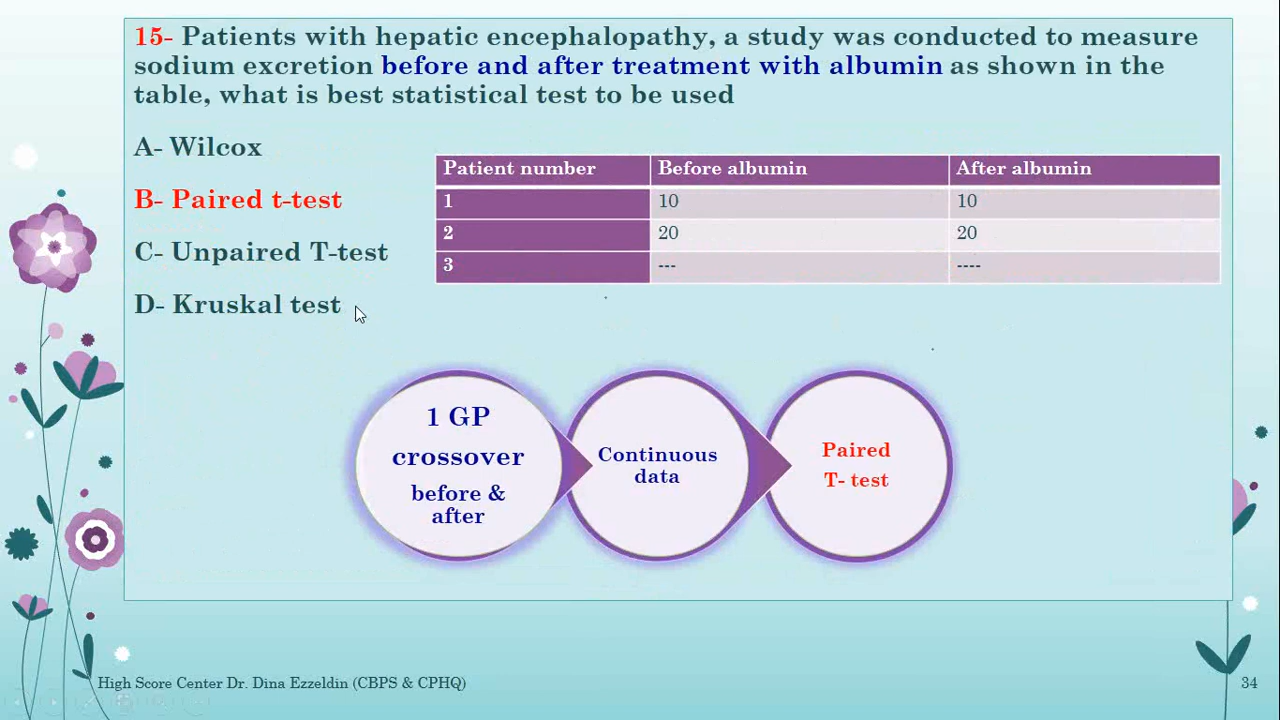 15- Patients with hepatic encephalopathy, a study was conducted to measure
sodium excretion before and after treatment with albumin as shown in the
table, what is best statistical test to be used
A- Wilcox
B- Paired t-test
C- Unpaired T-test
D- Kruskal test
Patient number Before albumin After albumin
1 10 10
2 20 20
3 --- ----
1 GP
crossover
before &
after
Continuous
data
Paired
T- test
High Score Center Dr. Dina Ezzeldin (CBPS & CPHQ)
34